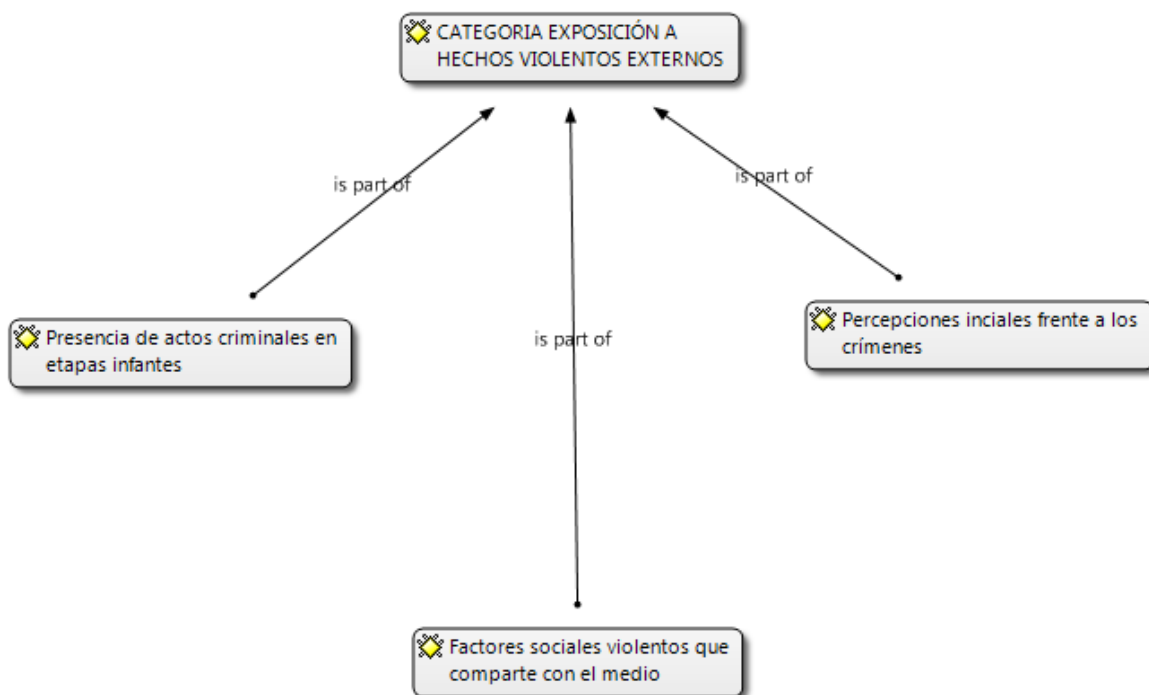 CATEGORIA EXPOSICIÓN A
HECHOS VIOLENTOS EXTERNOS
is part of
is part of
Presencia de actos criminales en
etapas infantes
Percepciones inciales frente a los
crímenes
is part of
Factores sociales violentos que
comparte con el medio